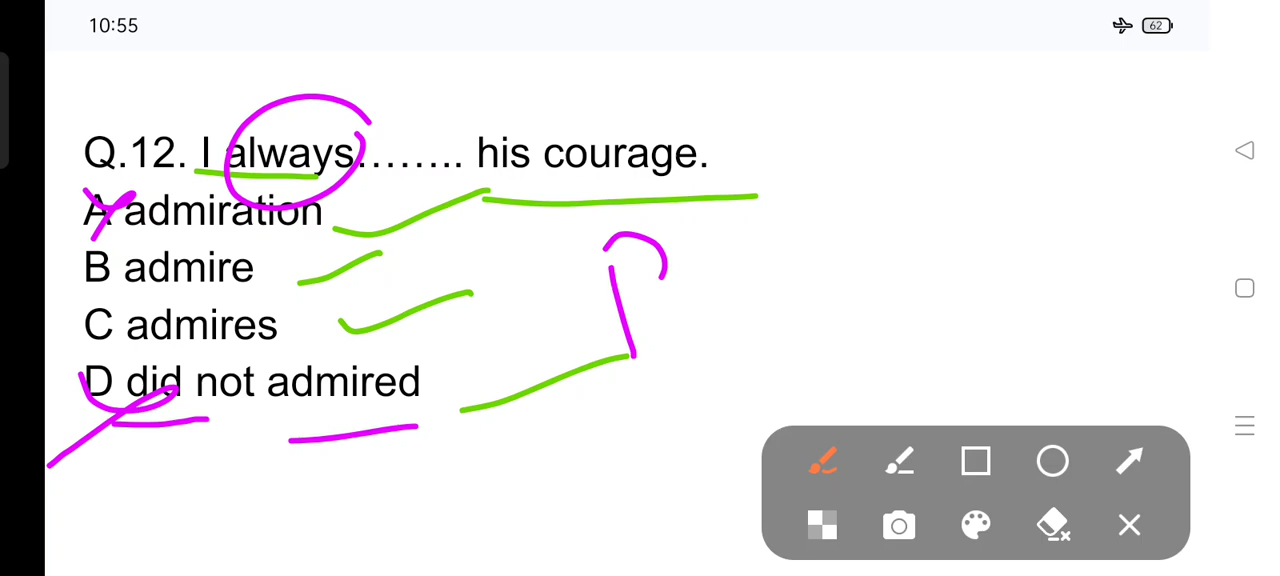 10:55
62
Q.12. I always........ his courage.
A admiration
B admire
C admires
D did not admired